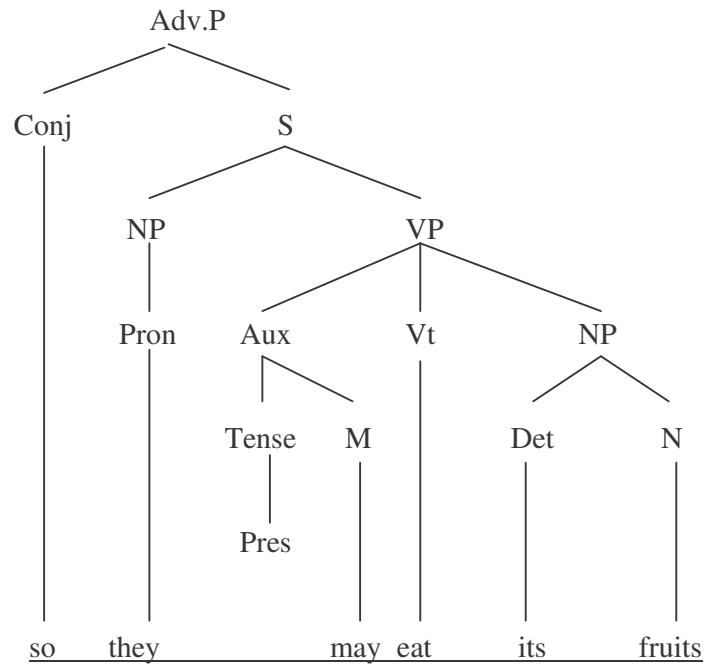 Adv.P
Conj S
NP VP
Pron Aux Vt NP
Tense M Det N
Pres
so they may eat its fruits